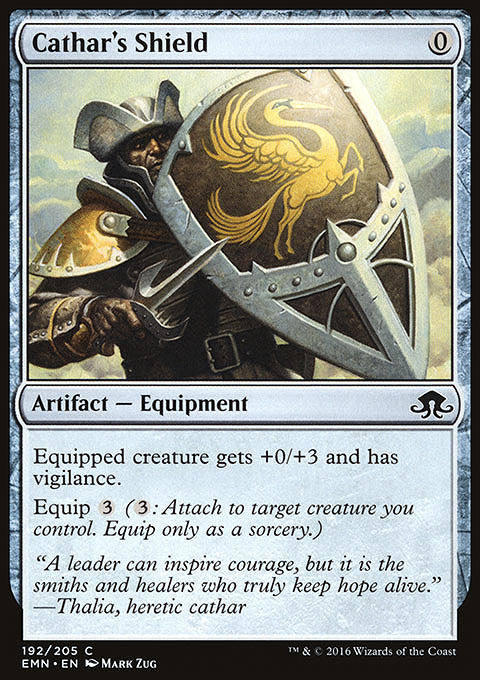 Cathar's Shield 0
Artifact — Equipment
Equipped creature gets +0/+3 and has
vigilance.
Equip 3 (3: Attach to target creature you
control. Equip only as a sorcery.)
“A leader can inspire courage, but it is the
smiths and healers who truly keep hope alive.”
—Thalia, heretic cathar
192/205 C
EMN • EN Mark Zug
™ & © 2016 Wizards of the Coast